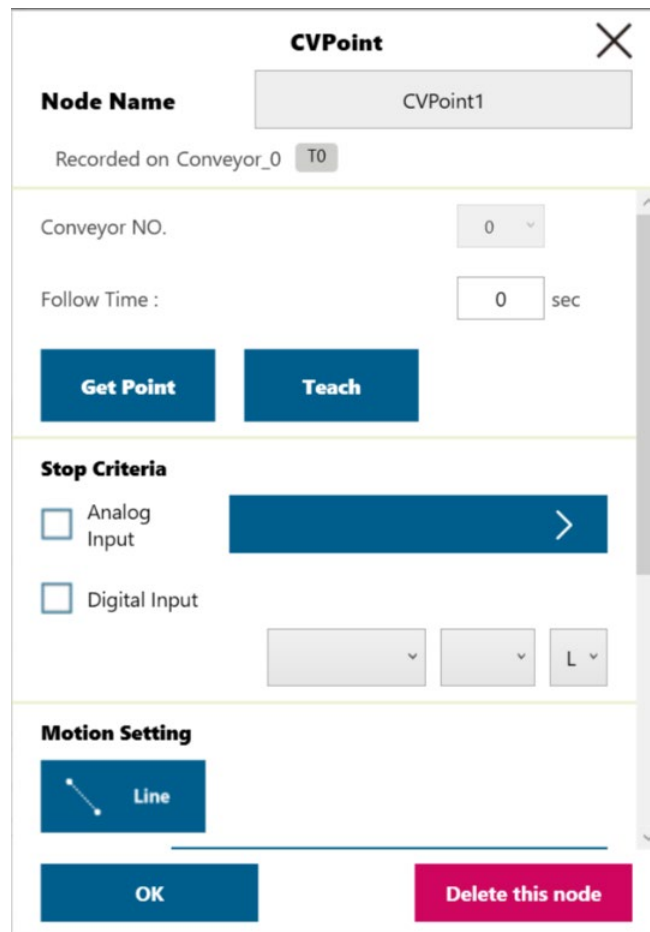 CVPoint
Node Name CVPoint1
Recorded on Conveyor_0 T0
Conveyor NO. 0
Follow Time : 0 sec
Get Point Teach
Stop Criteria
Analog
Input
Digital Input
L
Motion Setting
Line
OK Delete this node